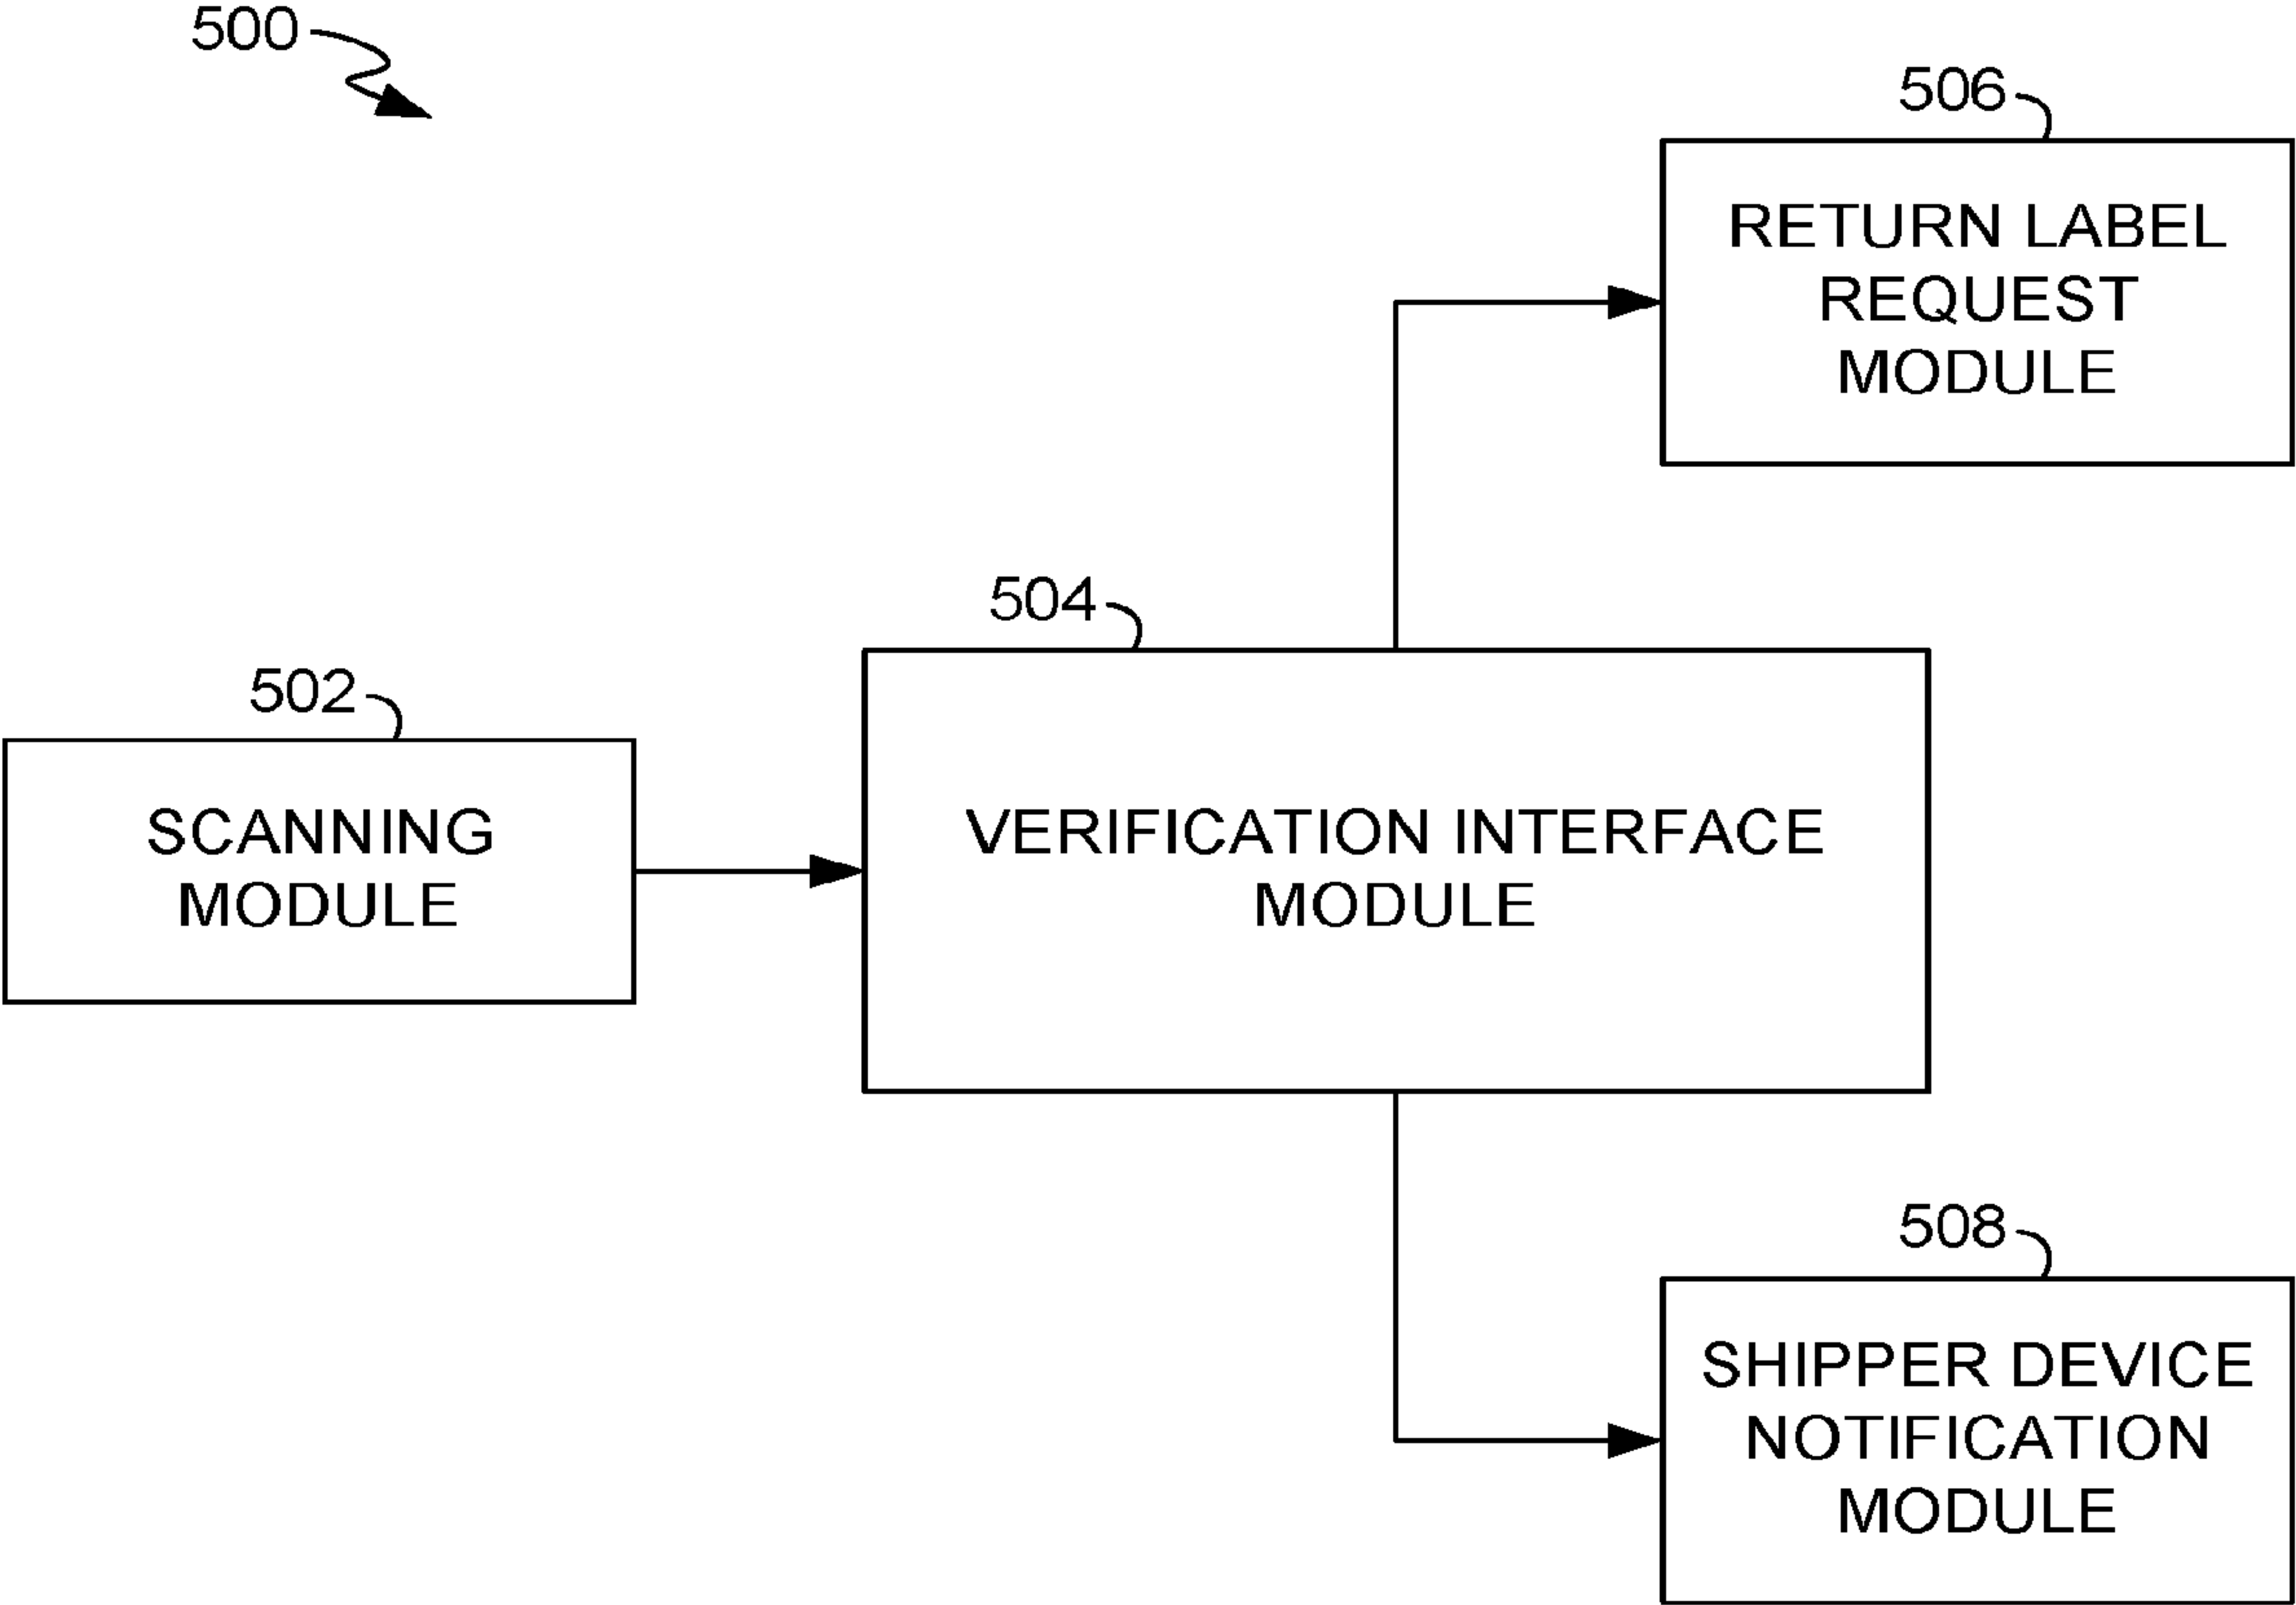 500
506
RETURN LABEL
REQUEST
MODULE
504
502
SCANNING
MODULE
VERIFICATION INTERFACE
MODULE
508
SHIPPER DEVICE
NOTIFICATION
MODULE